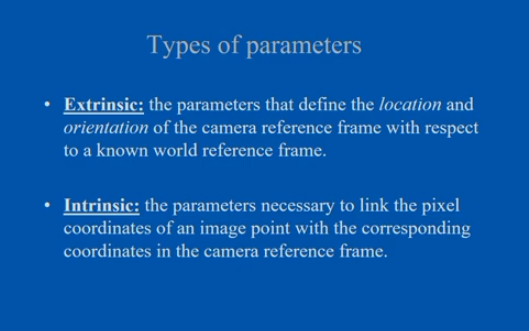 Types of parameters
• Extrinsic: the parameters that define the location and
orientation of the camera reference frame with respect
to a known world reference frame.
• Intrinsic: the parameters necessary to link the pixel
coordinates of an image point with the corresponding
coordinates in the camera reference frame.